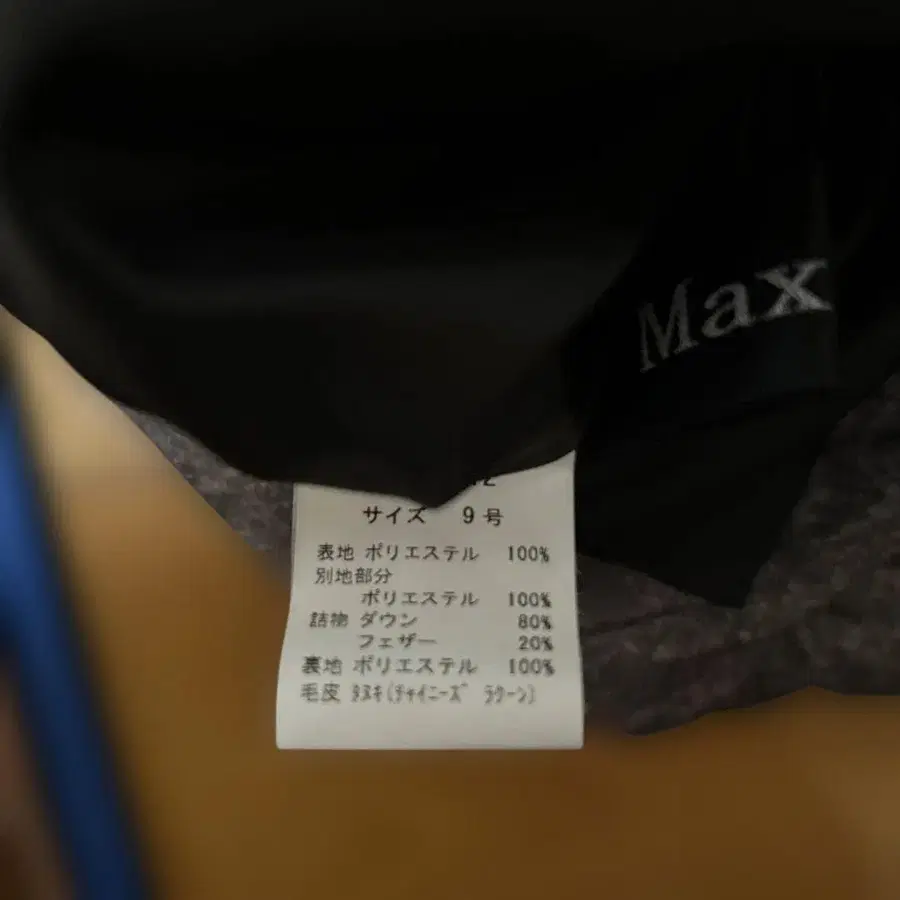 Max
サイズ 9号
表地 ポリエステル 100%
別地部分
ポリエステル 100%
詰物 ダウン 80%
フェザー 20%
裏地 ポリエステル 100%
毛皮 ﾀﾇｷ(ﾁｬｲﾆｰｽﾞ ﾗｸｰﾝ)